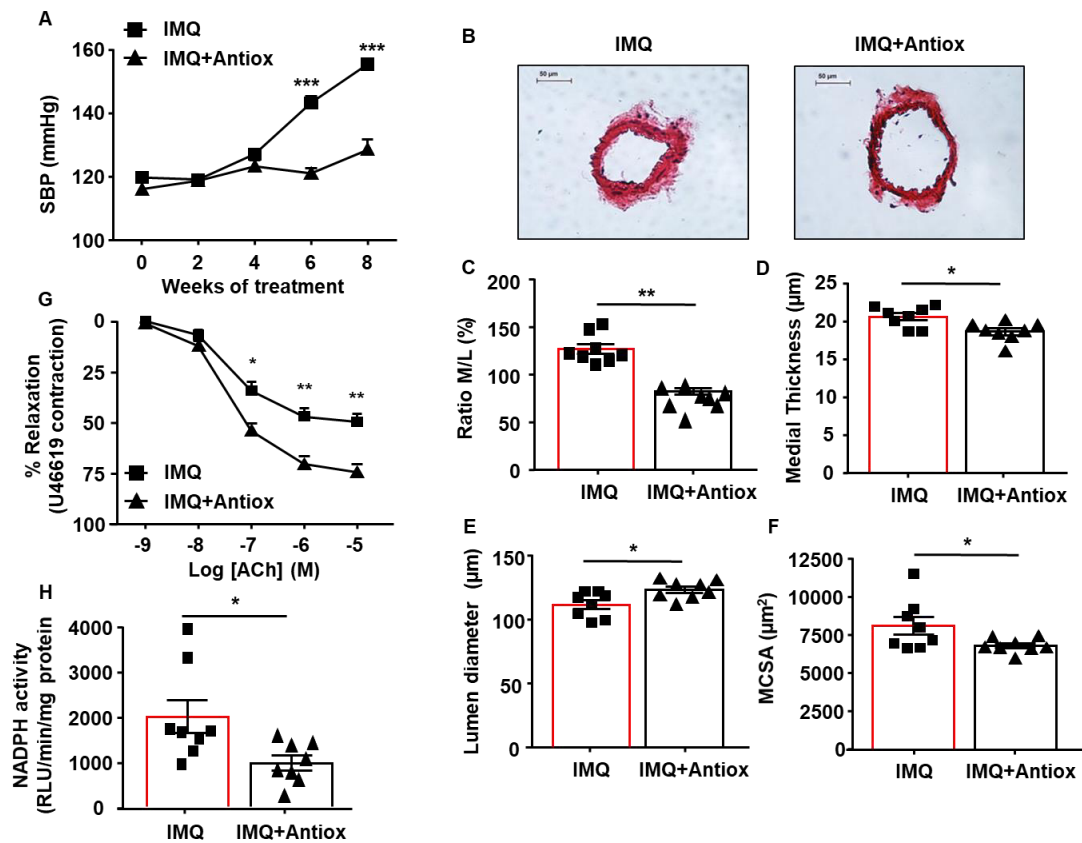 A
IMQ
IMQ+Antiox
SBP (mmHg)
160
140
120
100
***
***
0 2 4 6 8
Weeks of treatment
B
IMQ
IMQ+Antiox
50 µm
50 µm
C
Ratio M/L (%)
200
150
100
50
0
**
IMQ
IMQ+Antiox
D
Medial Thickness (µm)
25
20
15
10
5
0
*
IMQ
IMQ+Antiox
G
% Relaxation
(U46619 contraction)
0
25
50
75
100
*
**
**
IMQ
IMQ+Antiox
-9 -8 -7 -6 -5
Log [ACh] (M)
E
Lumen diameter (µm)
150
100
50
0
*
IMQ
IMQ+Antiox
F
MCSA (µm²)
12500
10000
7500
5000
2500
0
*
IMQ
IMQ+Antiox
H
NADPH activity
(RLU/min/mg protein)
4000
3000
2000
1000
0
*
IMQ
IMQ+Antiox